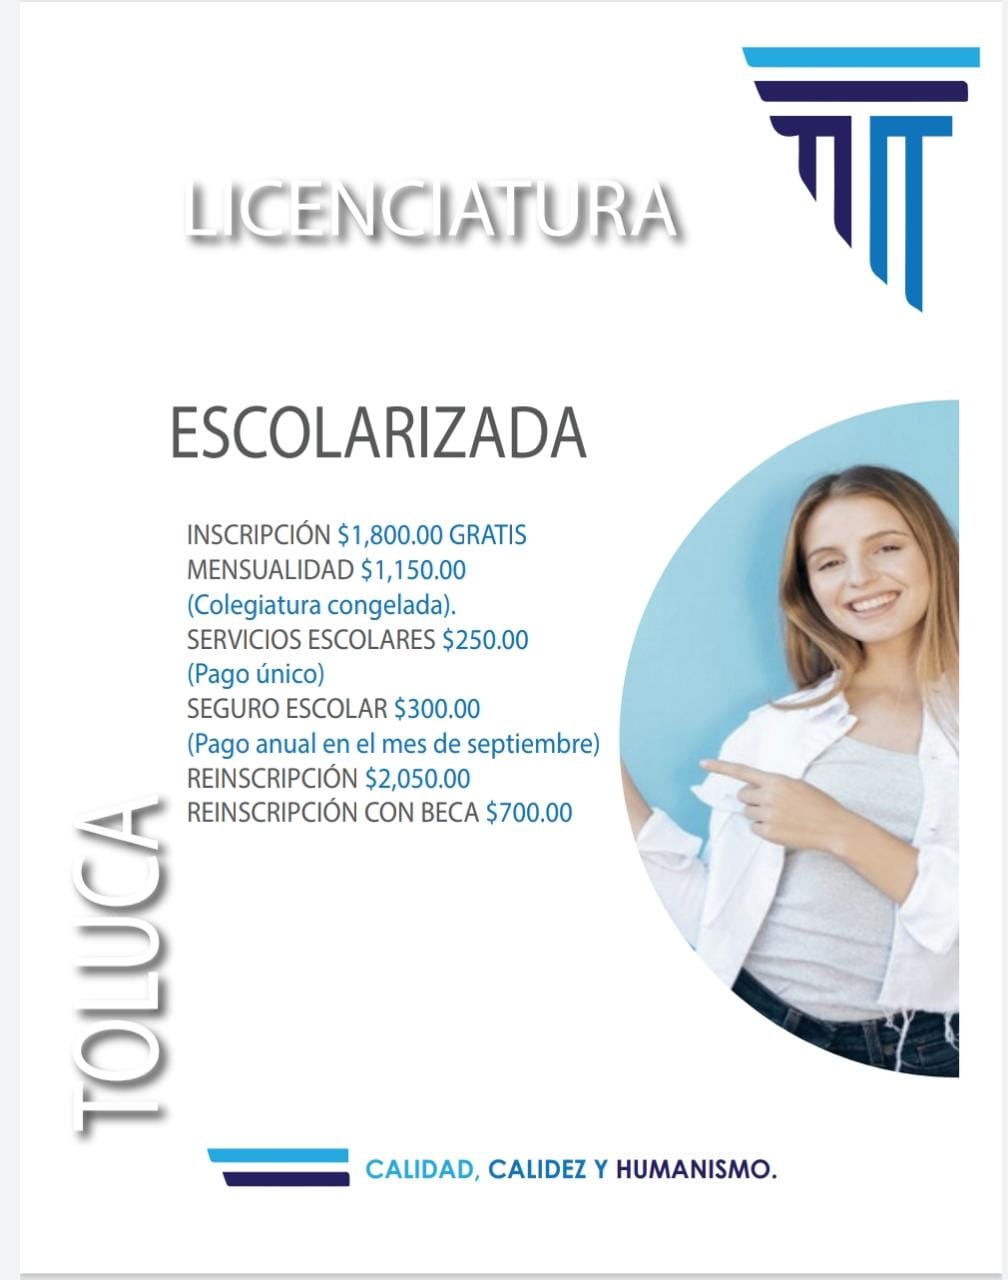 LICENCIATURA
ESCOLARIZADA
INSCRIPCIÓN $1,800.00 GRATIS
MENSUALIDAD $1,150.00
(Colegiatura congelada).
SERVICIOS ESCOLARES $250.00
(Pago único)
SEGURO ESCOLAR $300.00
(Pago anual en el mes de septiembre)
REINSCRIPCIÓN $2,050.00
REINSCRIPCIÓN CON BECA $700.00
TOLUCA
CALIDAD, CALIDEZ Y HUMANISMO.